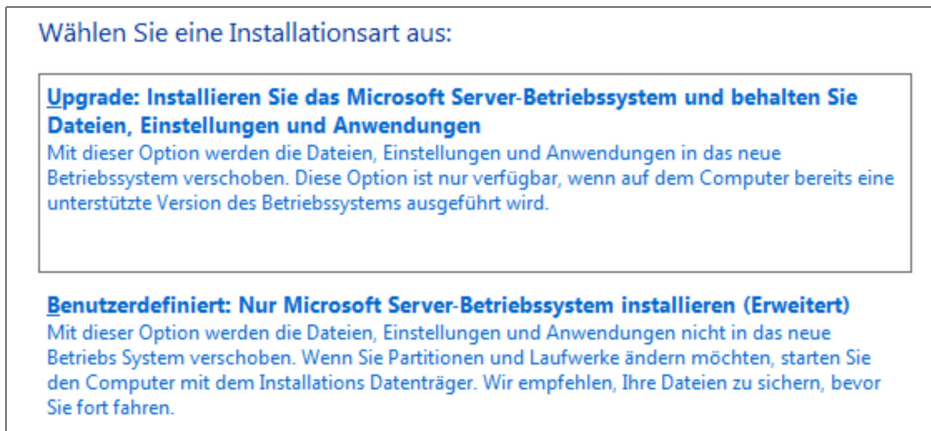 Wählen Sie eine Installationsart aus:
Upgrade: Installieren Sie das Microsoft Server-Betriebssystem und behalten Sie
Dateien, Einstellungen und Anwendungen
Mit dieser Option werden die Dateien, Einstellungen und Anwendungen in das neue
Betriebssystem verschoben. Diese Option ist nur verfügbar, wenn auf dem Computer bereits eine
unterstützte Version des Betriebssystems ausgeführt wird.
Benutzerdefiniert: Nur Microsoft Server-Betriebssystem installieren (Erweitert)
Mit dieser Option werden die Dateien, Einstellungen und Anwendungen nicht in das neue
Betriebs System verschoben. Wenn Sie Partitionen und Laufwerke ändern möchten, starten Sie
den Computer mit dem Installations Datenträger. Wir empfehlen, Ihre Dateien zu sichern, bevor
Sie fort fahren.